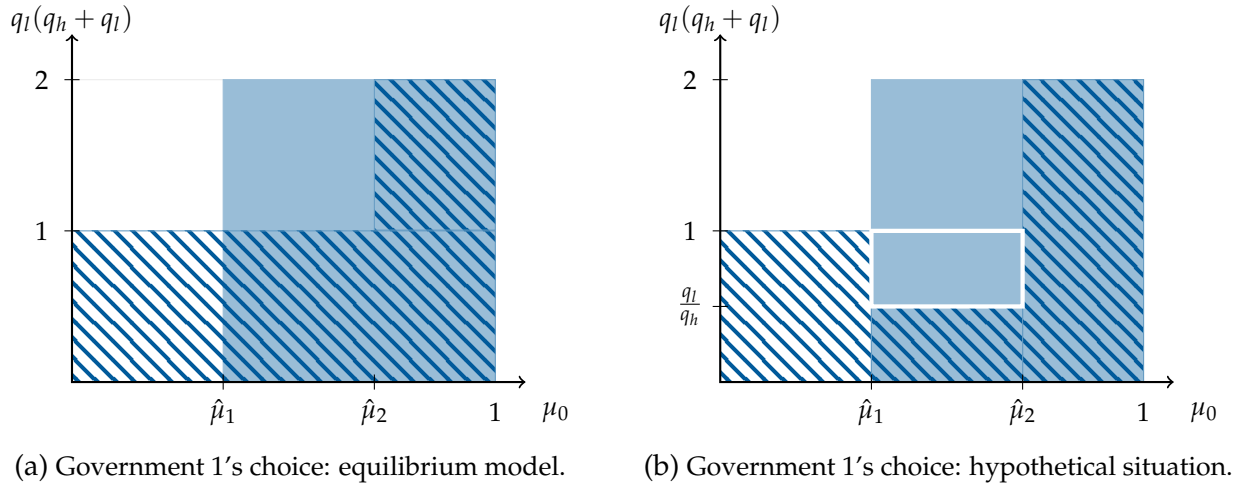 q_l(q_h + q_l)
2
1
μ̂_1
μ̂_2
1
μ_0
(a) Government 1's choice: equilibrium model.
q_l(q_h + q_l)
2
1
q_l/q_h
μ̂_1
μ̂_2
1
μ_0
(b) Government 1's choice: hypothetical situation.